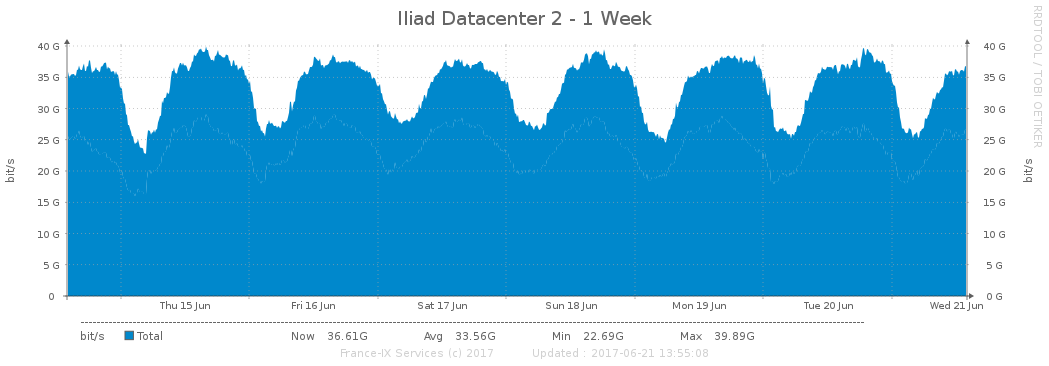 Iliad Datacenter 2 - 1 Week
RRDTOOL / TOBI OETIKER
bit/s
bit/s
40 G 40 G
35 G 35 G
30 G 30 G
25 G 25 G
20 G 20 G
15 G 15 G
10 G 10 G
5 G 5 G
0 0 G
Thu 15 Jun Fri 16 Jun Sat 17 Jun Sun 18 Jun Mon 19 Jun Tue 20 Jun Wed 21 Jun
bit/s Total Now 36.61G Avg 33.56G Min 22.69G Max 39.89G
France-IX Services (c) 2017 Updated : 2017-06-21 13:55:08